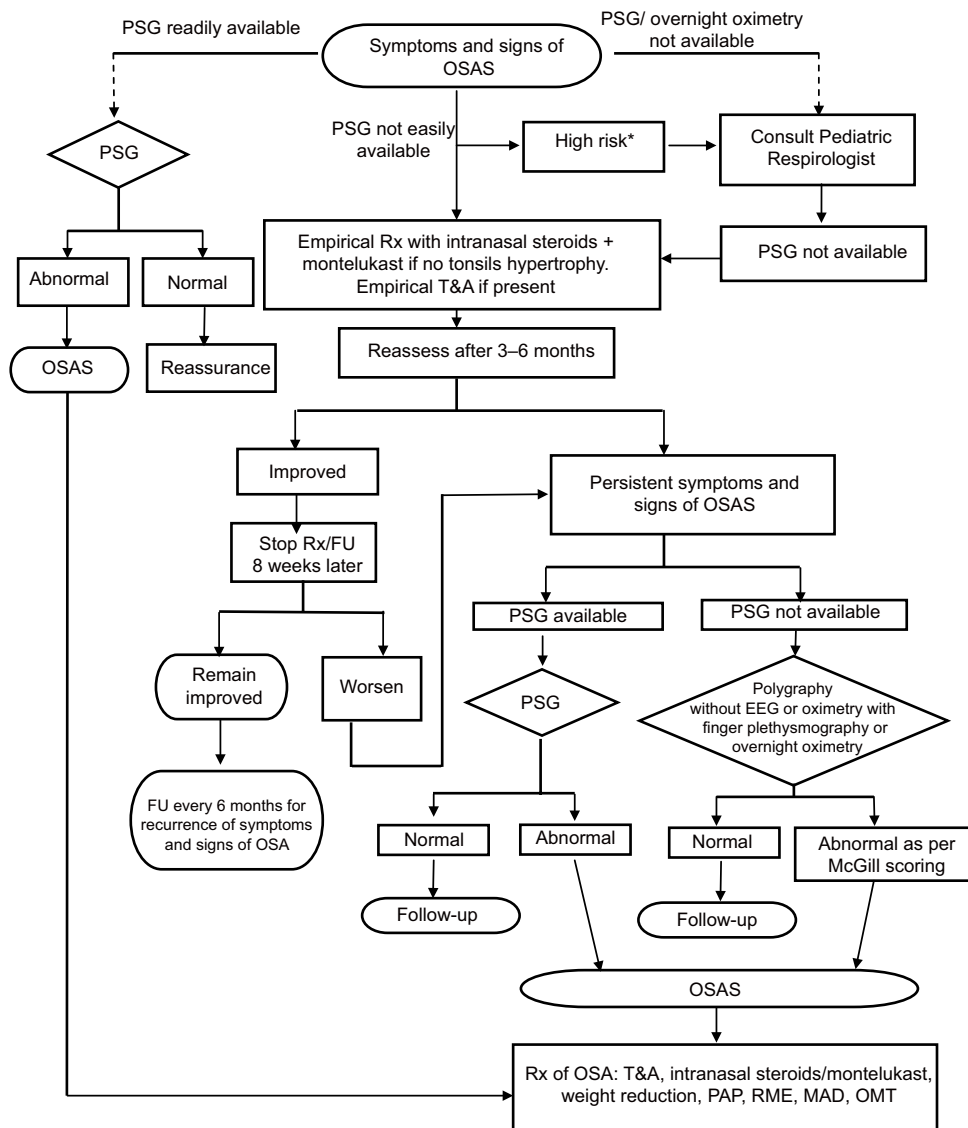 PSG readily available
Symptoms and signs of
OSAS
PSG/ overnight oximetry
not available
PSG
PSG not easily
available
High risk*
Consult Pediatric
Respirologist
Abnormal
Normal
Empirical Rx with intranasal steroids +
montelukast if no tonsils hypertrophy.
Empirical T&A if present
PSG not available
OSAS
Reassurance
Reassess after 3–6 months
Improved
Persistent symptoms and
signs of OSAS
Stop Rx/FU
8 weeks later
PSG available
PSG not available
Remain
improved
Worsen
PSG
Polygraphy
without EEG or oximetry with
finger plethysmography or
overnight oximetry
FU every 6 months for
recurrence of symptoms
and signs of OSA
Normal
Abnormal
Normal
Abnormal as per
McGill scoring
Follow-up
Follow-up
OSAS
Rx of OSA: T&A, intranasal steroids/montelukast,
weight reduction, PAP, RME, MAD, OMT